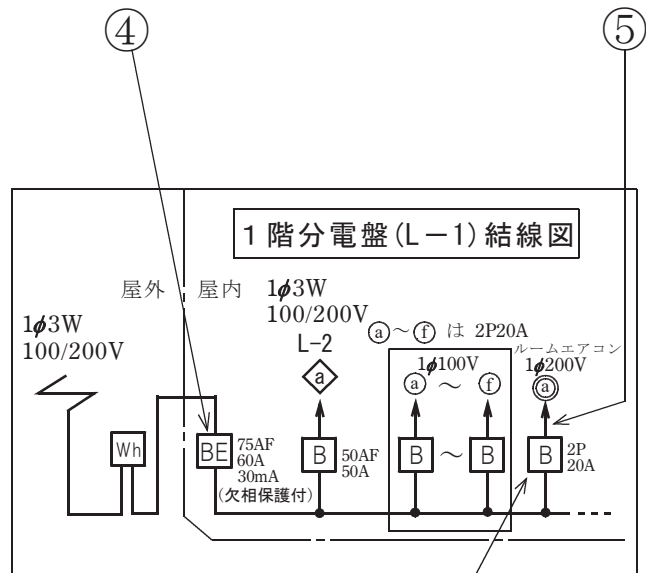 ④
⑤
1階分電盤(L－1)結線図
屋外
屋内
1φ3W
100/200V
1φ3W
100/200V
L-2
ⓐ～ⓕ は 2P20A
ルームエアコン
1φ100V
1φ200V
a
ⓐ ～ ⓕ
a
Wh
BE
75AF
60A
30mA
(欠相保護付)
B
50AF
50A
B ～ B
B
2P
20A